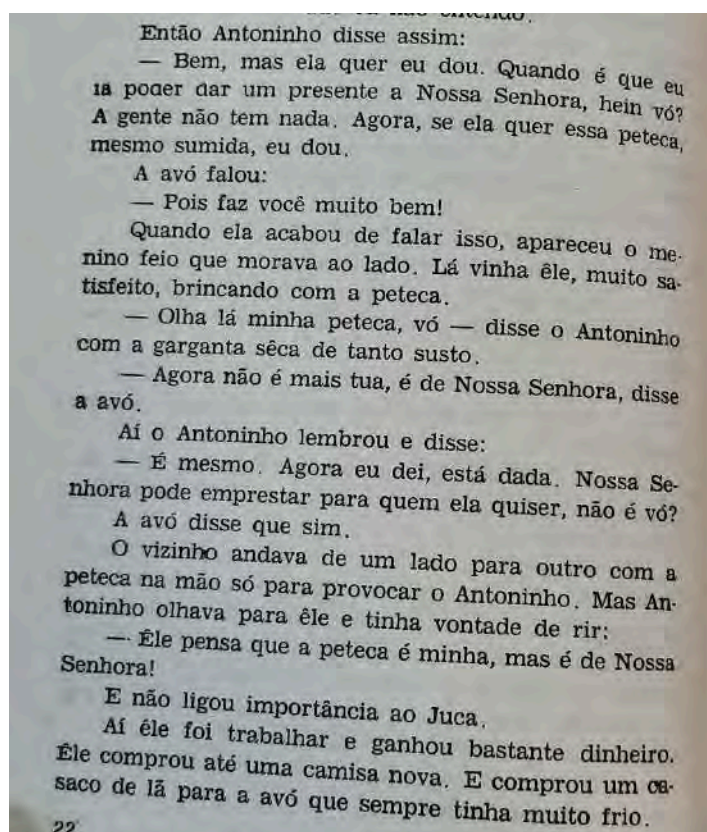 entendo.
Então Antoninho disse assim:
— Bem, mas ela quer eu dou. Quando é que eu
ia poder dar um presente a Nossa Senhora, hein vó?
A gente não tem nada. Agora, se ela quer essa peteca,
mesmo sumida, eu dou.
A avó falou:
— Pois faz você muito bem!
Quando ela acabou de falar isso, apareceu o me-
nino feio que morava ao lado. Lá vinha êle, muito sa-
tisfeito, brincando com a peteca.
— Olha lá minha peteca, vó — disse o Antoninho
com a garganta sêca de tanto susto.
— Agora não é mais tua, é de Nossa Senhora, disse
a avó.
Aí o Antoninho lembrou e disse:
— É mesmo. Agora eu dei, está dada. Nossa Se-
nhora pode emprestar para quem ela quiser, não é vó?
A avó disse que sim.
O vizinho andava de um lado para outro com a
peteca na mão só para provocar o Antoninho. Mas An-
toninho olhava para êle e tinha vontade de rir:
— Êle pensa que a peteca é minha, mas é de Nossa
Senhora!
E não ligou importância ao Juca.
Aí êle foi trabalhar e ganhou bastante dinheiro.
Êle comprou até uma camisa nova. E comprou um ca-
saco de lã para a avó que sempre tinha muito frio.
22